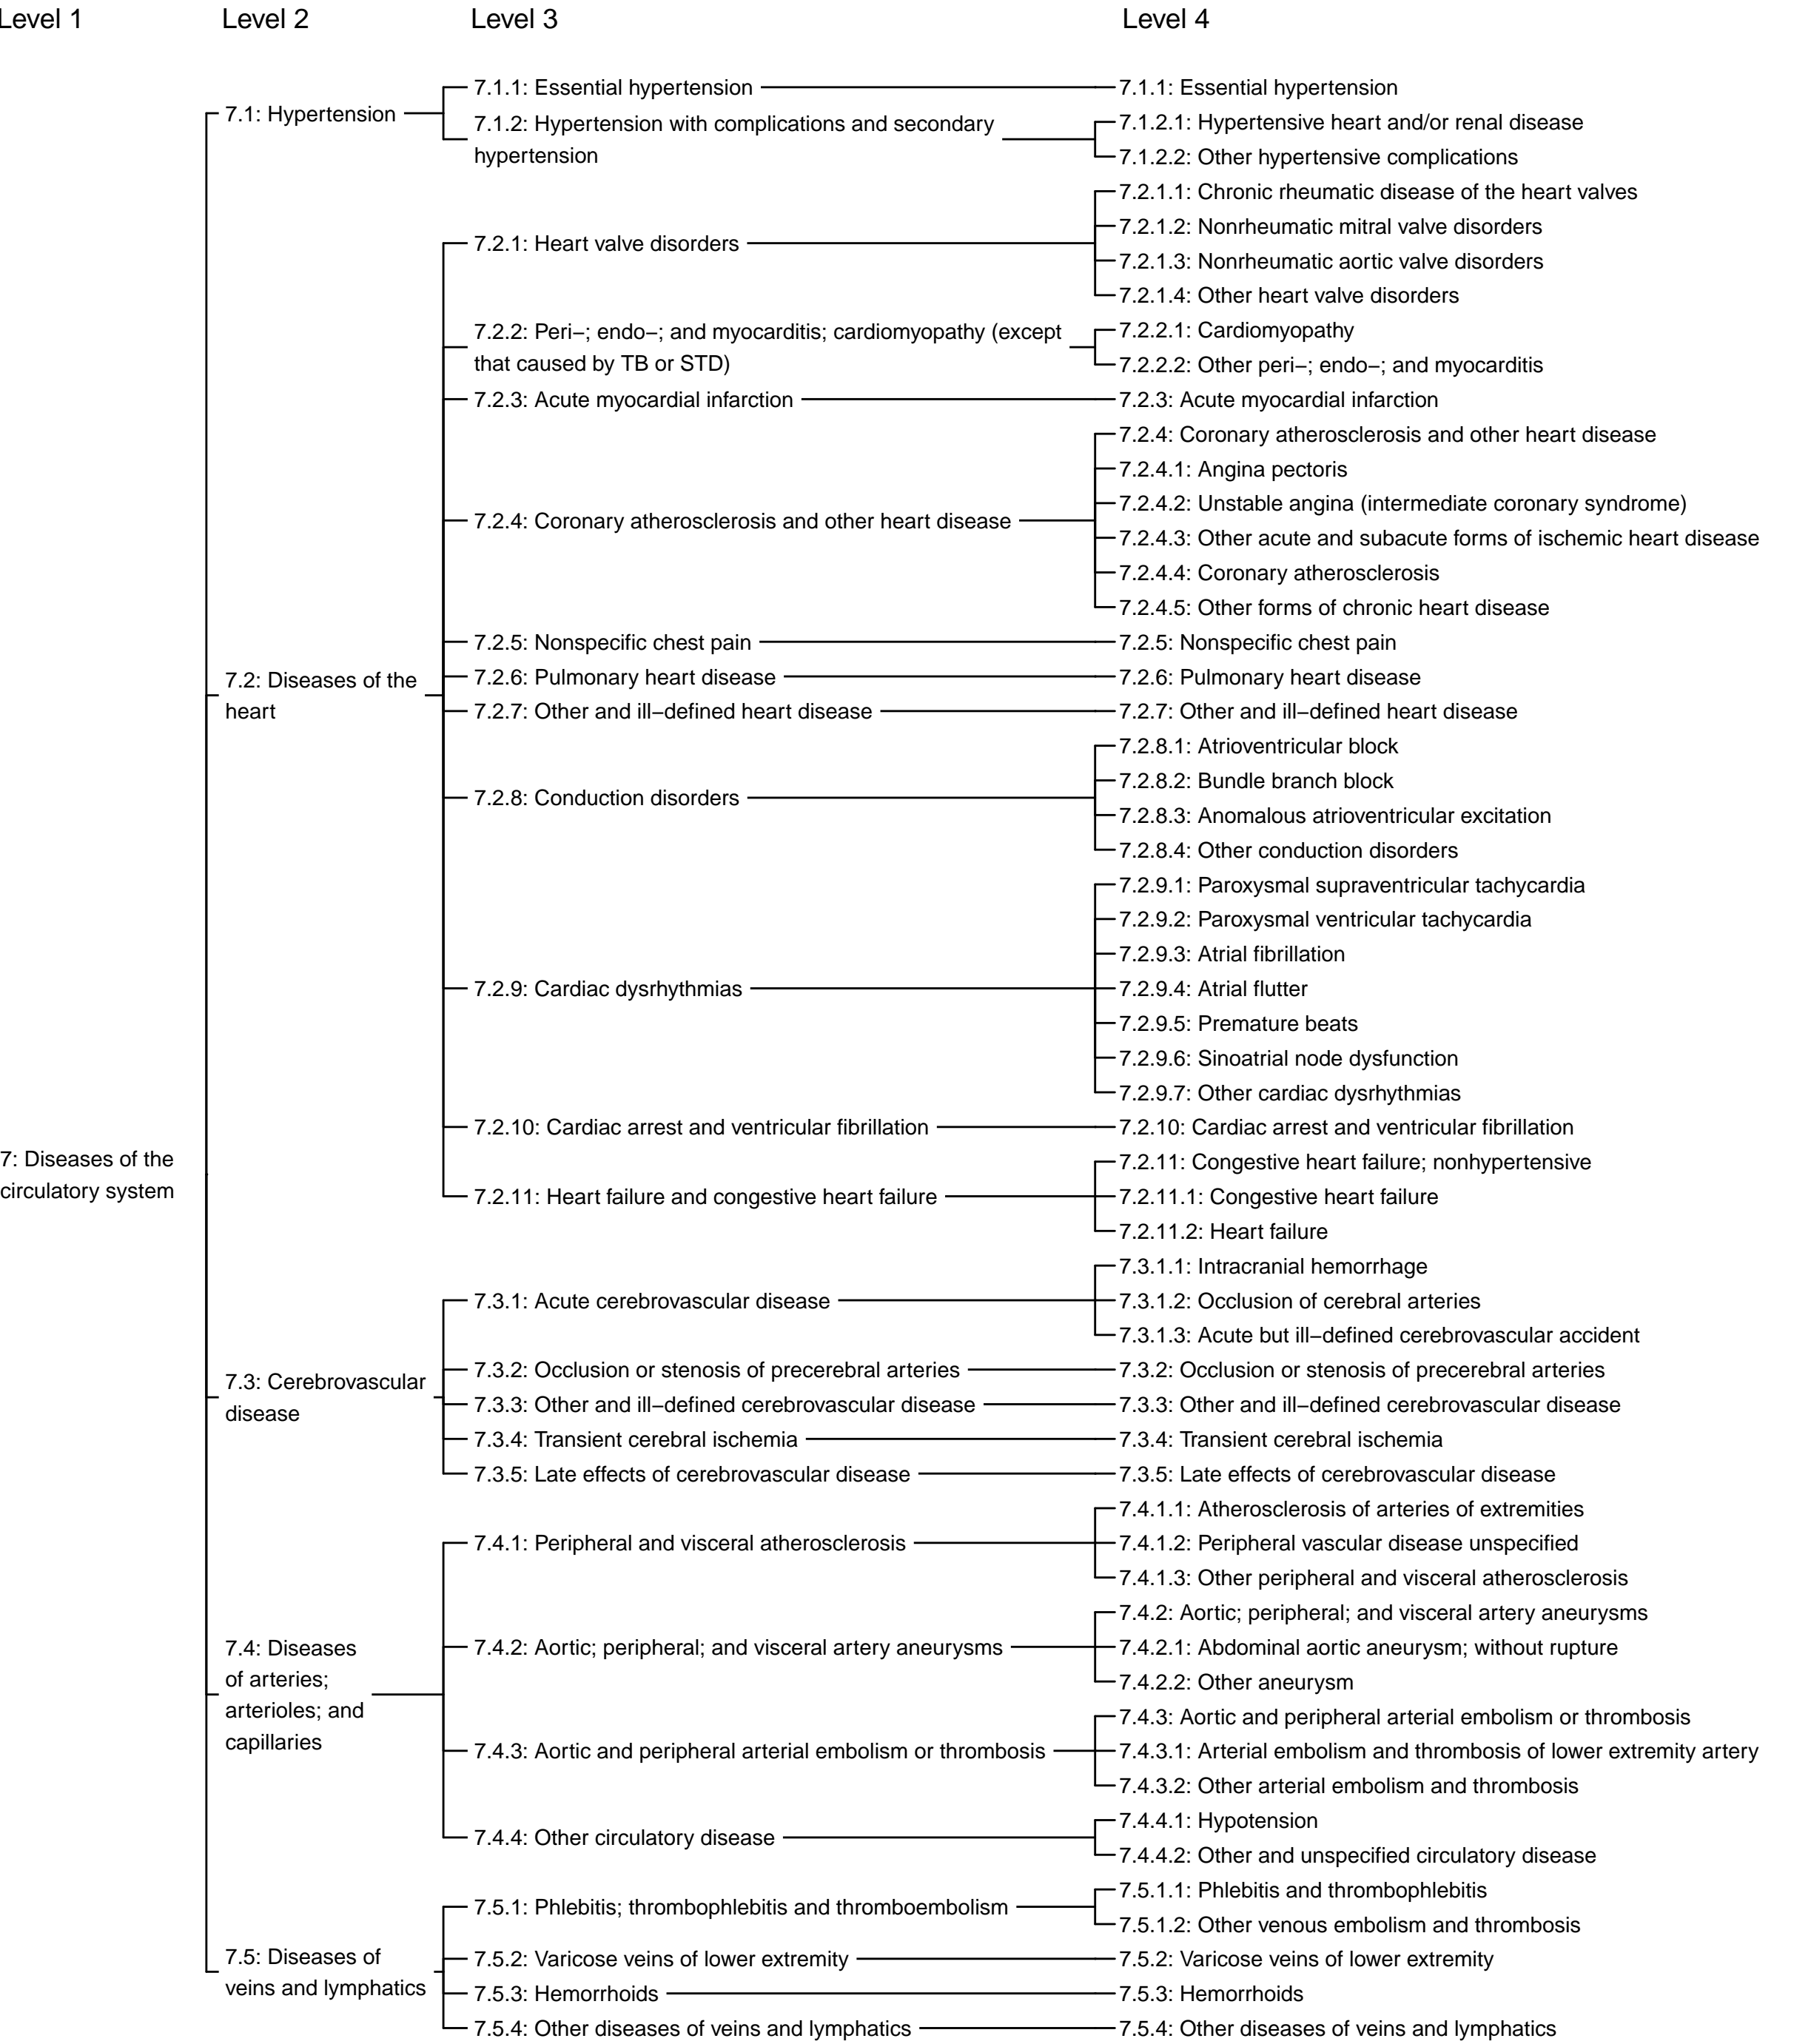 Level 1
Level 2
Level 3
Level 4
7: Diseases of the
circulatory system
7.1: Hypertension
7.1.1: Essential hypertension
7.1.1: Essential hypertension
7.1.2: Hypertension with complications and secondary
hypertension
7.1.2.1: Hypertensive heart and/or renal disease
7.1.2.2: Other hypertensive complications
7.2: Diseases of the
heart
7.2.1: Heart valve disorders
7.2.1.1: Chronic rheumatic disease of the heart valves
7.2.1.2: Nonrheumatic mitral valve disorders
7.2.1.3: Nonrheumatic aortic valve disorders
7.2.1.4: Other heart valve disorders
7.2.2: Peri−; endo−; and myocarditis; cardiomyopathy (except
that caused by TB or STD)
7.2.2.1: Cardiomyopathy
7.2.2.2: Other peri−; endo−; and myocarditis
7.2.3: Acute myocardial infarction
7.2.3: Acute myocardial infarction
7.2.4: Coronary atherosclerosis and other heart disease
7.2.4: Coronary atherosclerosis and other heart disease
7.2.4.1: Angina pectoris
7.2.4.2: Unstable angina (intermediate coronary syndrome)
7.2.4.3: Other acute and subacute forms of ischemic heart disease
7.2.4.4: Coronary atherosclerosis
7.2.4.5: Other forms of chronic heart disease
7.2.5: Nonspecific chest pain
7.2.5: Nonspecific chest pain
7.2.6: Pulmonary heart disease
7.2.6: Pulmonary heart disease
7.2.7: Other and ill−defined heart disease
7.2.7: Other and ill−defined heart disease
7.2.8: Conduction disorders
7.2.8.1: Atrioventricular block
7.2.8.2: Bundle branch block
7.2.8.3: Anomalous atrioventricular excitation
7.2.8.4: Other conduction disorders
7.2.9: Cardiac dysrhythmias
7.2.9.1: Paroxysmal supraventricular tachycardia
7.2.9.2: Paroxysmal ventricular tachycardia
7.2.9.3: Atrial fibrillation
7.2.9.4: Atrial flutter
7.2.9.5: Premature beats
7.2.9.6: Sinoatrial node dysfunction
7.2.9.7: Other cardiac dysrhythmias
7.2.10: Cardiac arrest and ventricular fibrillation
7.2.10: Cardiac arrest and ventricular fibrillation
7.2.11: Heart failure and congestive heart failure
7.2.11: Congestive heart failure; nonhypertensive
7.2.11.1: Congestive heart failure
7.2.11.2: Heart failure
7.3: Cerebrovascular
disease
7.3.1: Acute cerebrovascular disease
7.3.1.1: Intracranial hemorrhage
7.3.1.2: Occlusion of cerebral arteries
7.3.1.3: Acute but ill−defined cerebrovascular accident
7.3.2: Occlusion or stenosis of precerebral arteries
7.3.2: Occlusion or stenosis of precerebral arteries
7.3.3: Other and ill−defined cerebrovascular disease
7.3.3: Other and ill−defined cerebrovascular disease
7.3.4: Transient cerebral ischemia
7.3.4: Transient cerebral ischemia
7.3.5: Late effects of cerebrovascular disease
7.3.5: Late effects of cerebrovascular disease
7.4: Diseases
of arteries;
arterioles; and
capillaries
7.4.1: Peripheral and visceral atherosclerosis
7.4.1.1: Atherosclerosis of arteries of extremities
7.4.1.2: Peripheral vascular disease unspecified
7.4.1.3: Other peripheral and visceral atherosclerosis
7.4.2: Aortic; peripheral; and visceral artery aneurysms
7.4.2: Aortic; peripheral; and visceral artery aneurysms
7.4.2.1: Abdominal aortic aneurysm; without rupture
7.4.2.2: Other aneurysm
7.4.3: Aortic and peripheral arterial embolism or thrombosis
7.4.3: Aortic and peripheral arterial embolism or thrombosis
7.4.3.1: Arterial embolism and thrombosis of lower extremity artery
7.4.3.2: Other arterial embolism and thrombosis
7.4.4: Other circulatory disease
7.4.4.1: Hypotension
7.4.4.2: Other and unspecified circulatory disease
7.5: Diseases of
veins and lymphatics
7.5.1: Phlebitis; thrombophlebitis and thromboembolism
7.5.1.1: Phlebitis and thrombophlebitis
7.5.1.2: Other venous embolism and thrombosis
7.5.2: Varicose veins of lower extremity
7.5.2: Varicose veins of lower extremity
7.5.3: Hemorrhoids
7.5.3: Hemorrhoids
7.5.4: Other diseases of veins and lymphatics
7.5.4: Other diseases of veins and lymphatics